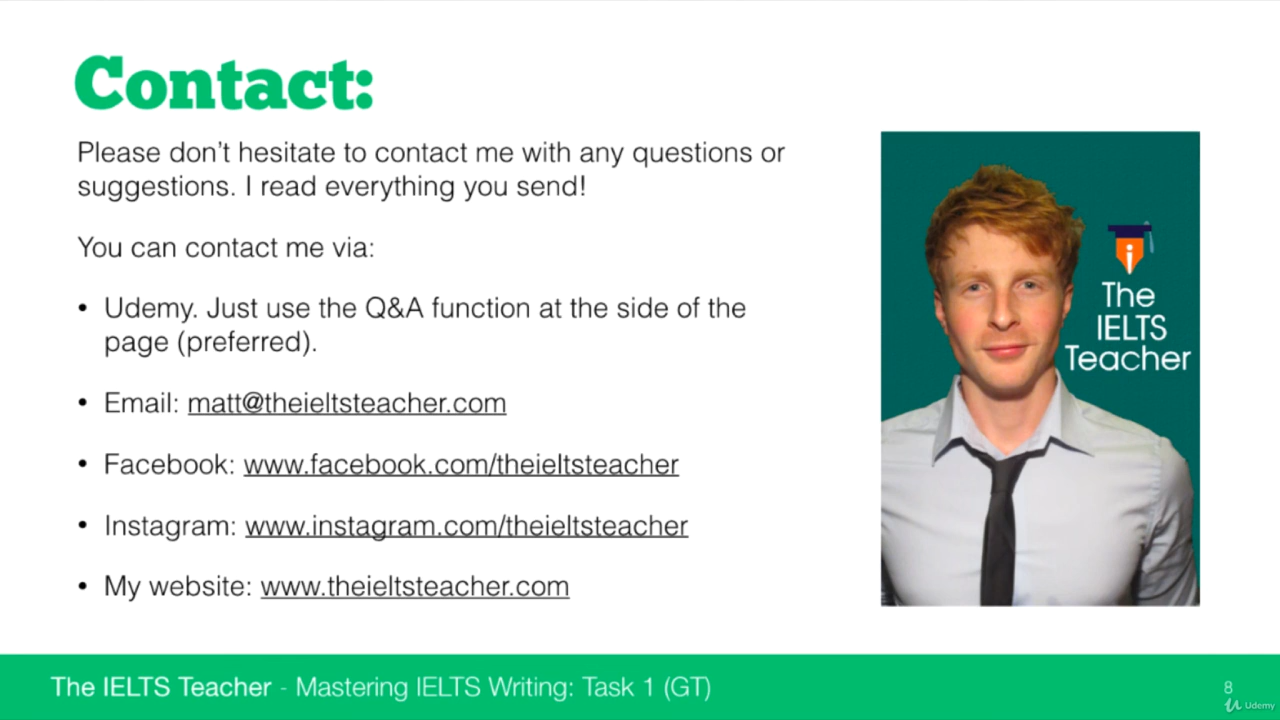 Contact:
Please don’t hesitate to contact me with any questions or
suggestions. I read everything you send!
You can contact me via:
• Udemy. Just use the Q&A function at the side of the
page (preferred).
• Email: matt@theieltsteacher.com
• Facebook: www.facebook.com/theieltsteacher
• Instagram: www.instagram.com/theieltsteacher
• My website: www.theieltsteacher.com
The
IELTS
Teacher
The IELTS Teacher - Mastering IELTS Writing: Task 1 (GT)
8
Udemy